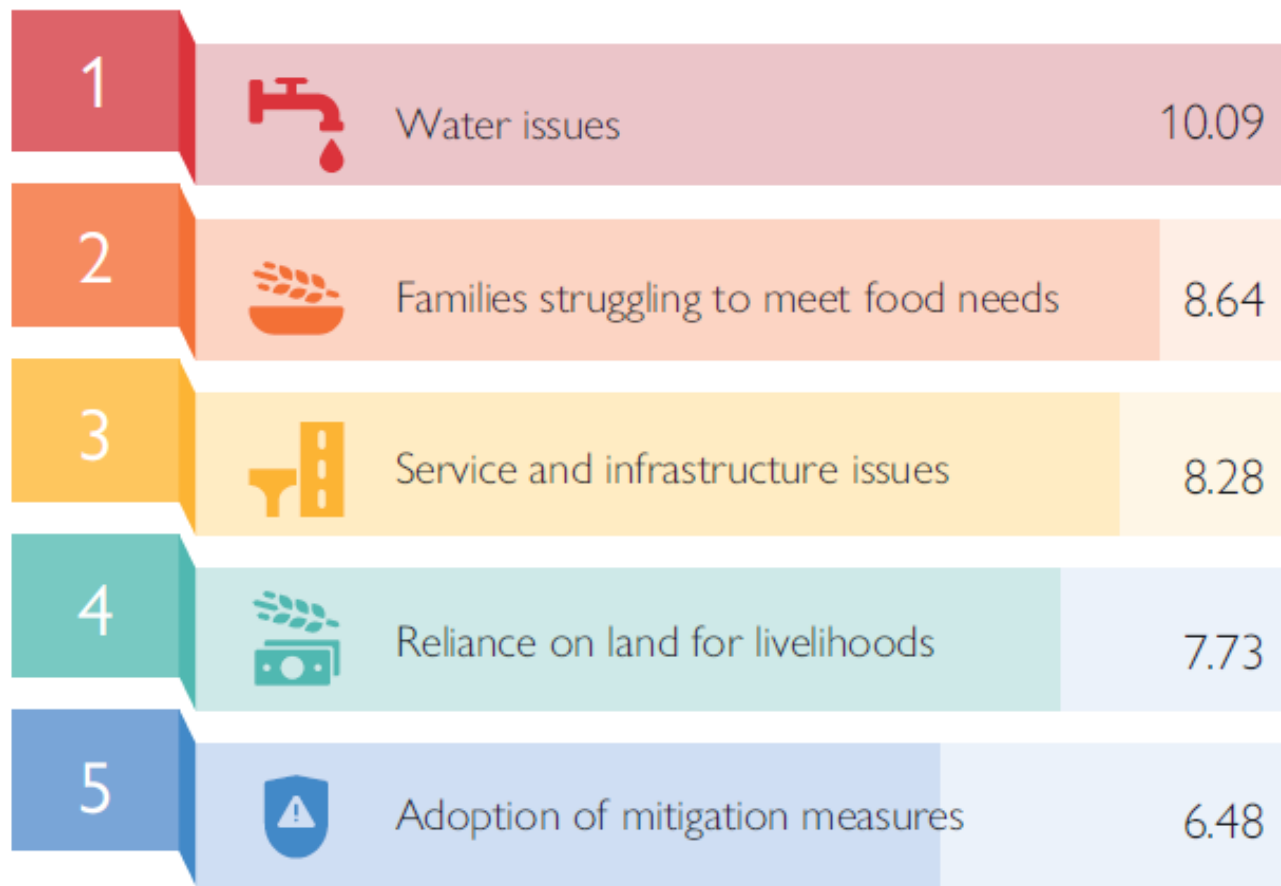 1
Water issues 10.09
2
Families struggling to meet food needs 8.64
3
Service and infrastructure issues 8.28
4
Reliance on land for livelihoods 7.73
5
Adoption of mitigation measures 6.48